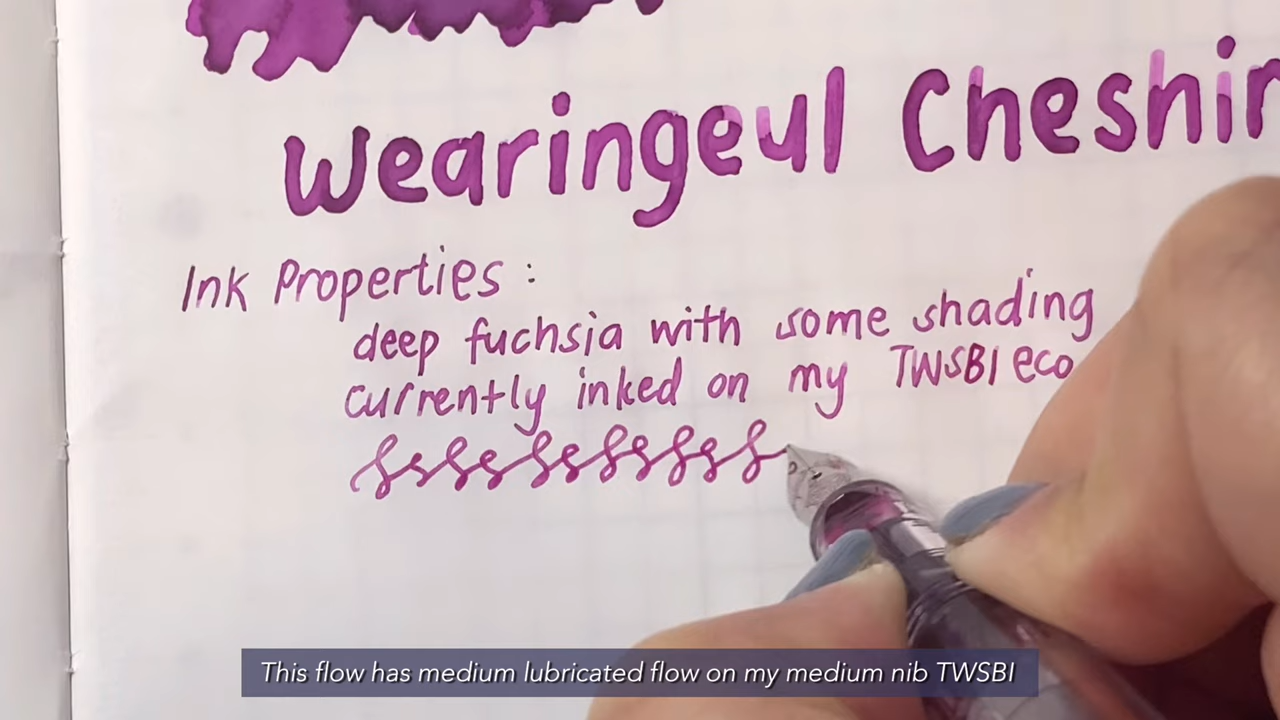 Wearingeul Cheshir
Ink Properties :
deep fuchsia with some shading
currently inked on my TWSBI eco
This flow has medium lubricated flow on my medium nib TWSBI